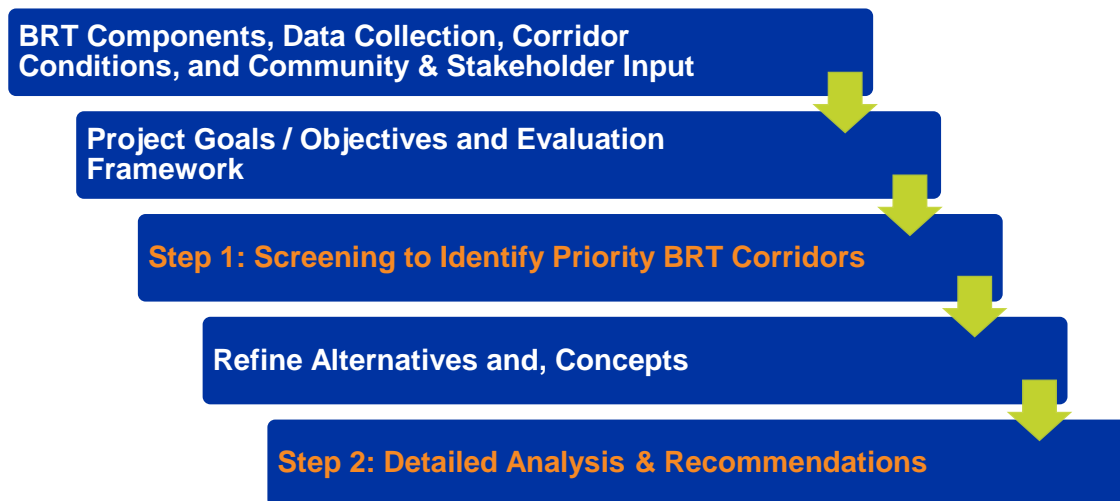 BRT Components, Data Collection, Corridor
Conditions, and Community & Stakeholder Input
Project Goals / Objectives and Evaluation
Framework
Step 1: Screening to Identify Priority BRT Corridors
Refine Alternatives and, Concepts
Step 2: Detailed Analysis & Recommendations